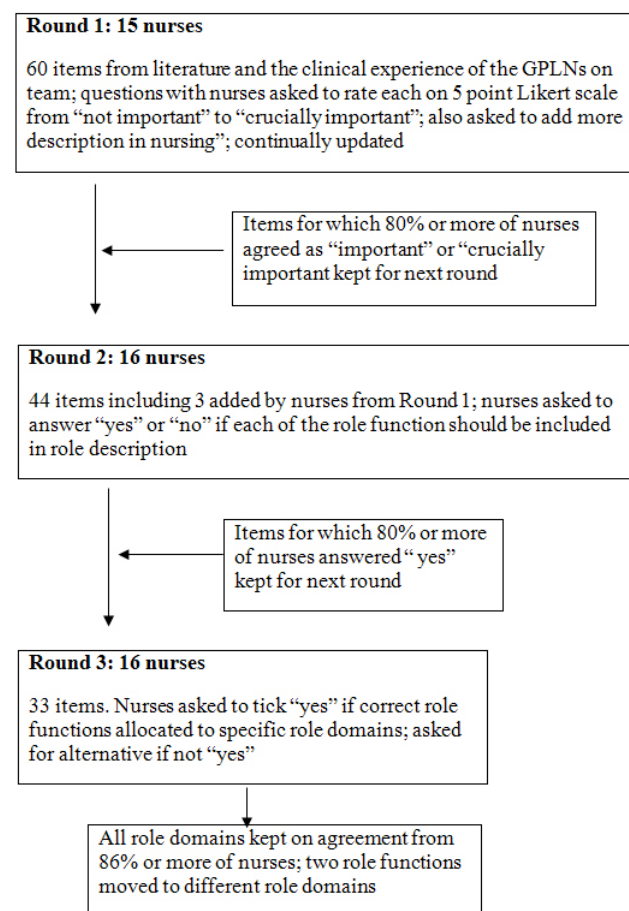 Round 1: 15 nurses
60 items from literature and the clinical experience of the GPLNs on
team; questions with nurses asked to rate each on 5 point Likert scale
from “not important” to “crucially important”; also asked to add more
description in nursing”; continually updated
Items for which 80% or more of nurses
agreed as “important” or “crucially
important kept for next round
Round 2: 16 nurses
44 items including 3 added by nurses from Round 1; nurses asked to
answer “yes” or “no” if each of the role function should be included
in role description
Items for which 80% or more
of nurses answered “ yes”
kept for next round
Round 3: 16 nurses
33 items. Nurses asked to tick “yes” if correct role
functions allocated to specific role domains; asked
for alternative if not “yes”
All role domains kept on agreement from
86% or more of nurses; two role functions
moved to different role domains